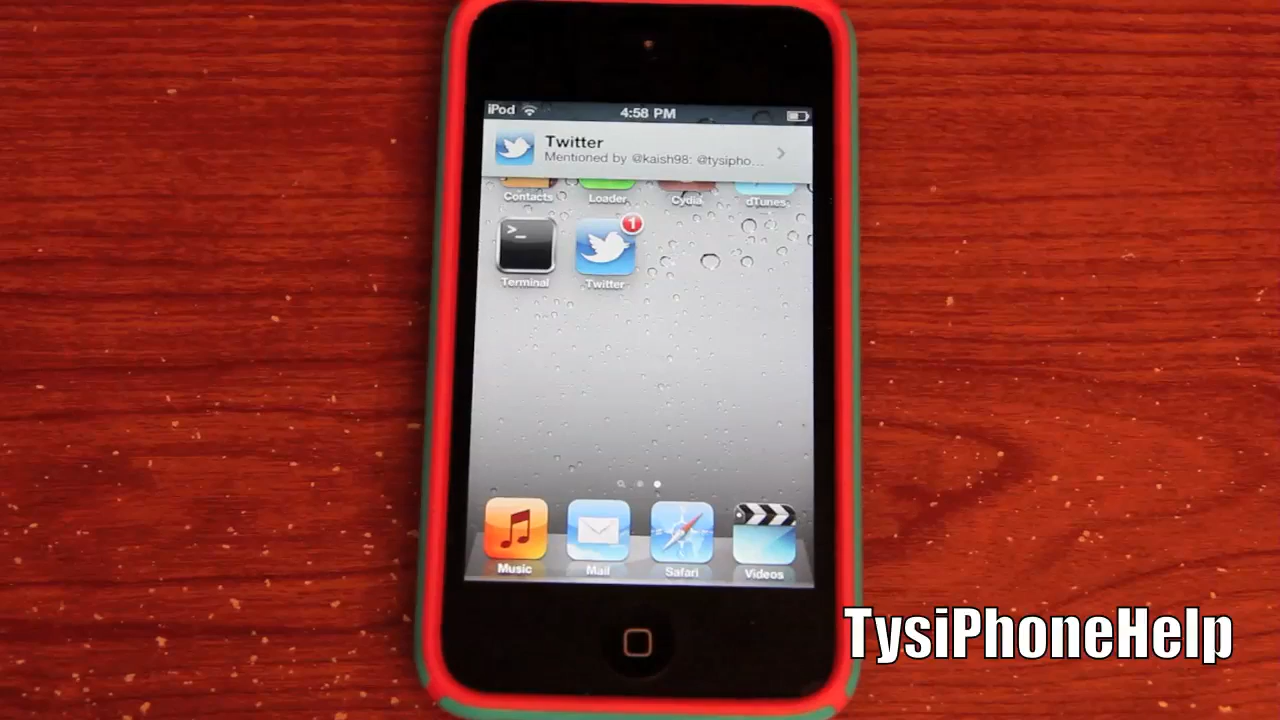 iPod 4:58 PM
Twitter
Mentioned by @kaish98: @tysipho...
Contacts Loader Cydia dTunes
>_ 1
Terminal Twitter
Music Mail Safari Videos
TysiPhoneHelp